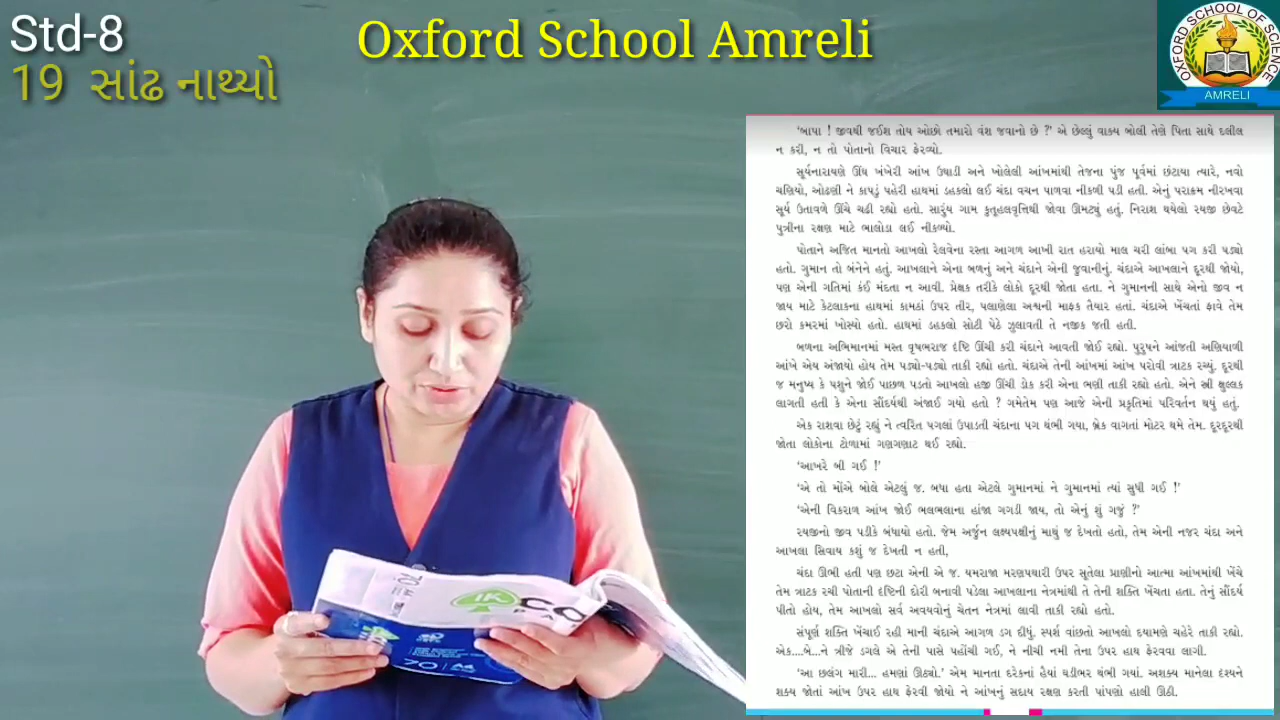 Std-8
Oxford School Amreli
19 સાંઢ નાથ્યો
OXFORD SCHOOL OF SCIENCE
AMRELI
'બાપા ! જીવથી જઈશ તોય ઓછો તમારો વંશ જવાનો છે ?' એ છેલ્લું વાક્ય બોલી તેણે પિતા સાથે દલીલ
ન કરી, ન તો પોતાનો વિચાર ફેરવ્યો.
સૂર્યનારાયણે ઊંઘ ખંખેરી આંખ ઉઘાડી અને ખોલેલી આંખમાંથી તેજના પુંજ પૂર્વમાં છંટાયા ત્યારે, નવો
ચણિયો, ઓઢણી ને કાપડું પહેરી હાથમાં ડહકલો લઈ ચંદા વચન પાળવા નીકળી પડી હતી. એનું પરાક્રમ નીરખવા
સૂર્ય ઉતાવળે ઊંચે ચઢી રહ્યો હતો. સારુંય ગામ કુતૂહલવૃત્તિથી જોવા ઊમટ્યું હતું. નિરાશ થયેલો રયજી છેવટે
પુત્રીના રક્ષણ માટે ભાલોડા લઈ નીકળ્યો.
પોતાને અજિત માનતો આખલો રેલવેના રસ્તા આગળ આખી રાત હરાયો માલ ચરી લાંબા પગ કરી પડ્યો
હતો. ગુમાન તો બંનેને હતું. આખલાને એના બળનું અને ચંદાને એની જુવાનીનું. ચંદાએ આખલાને દૂરથી જોયો,
પણ એની ગતિમાં કંઈ મંદતા ન આવી. પ્રેક્ષક તરીકે લોકો દૂરથી જોતા હતા. ને ગુમાનની સાથે એનો જીવ ન
જાય માટે કેટલાકના હાથમાં કામઠાં ઉપર તીર, પલાણેલા અશ્વની માફક તૈયાર હતાં. ચંદાએ ખેંચતાં ફાવે તેમ
છરો કમરમાં ખોસ્યો હતો. હાથમાં ડહકલો સોટી પેઠે ઝુલાવતી તે નજીક જતી હતી.
બળના અભિમાનમાં મસ્ત વૃષભરાજ દૃષ્ટિ ઊંચી કરી ચંદાને આવતી જોઈ રહ્યો. પુરુષને આંજતી અણિયાળી
આંખે એય અંજાયો હોય તેમ પડ્યો-પડ્યો તાકી રહ્યો હતો. ચંદાએ તેની આંખમાં આંખ પરોવી ત્રાટક રચ્યું. દૂરથી
જ મનુષ્ય કે પશુને જોઈ પાછળ પડતો આખલો હજી ઊંચી ડોક કરી એના ભણી તાકી રહ્યો હતો. એને સ્ત્રી ક્ષુલ્લક
લાગતી હતી કે એના સૌંદર્યથી અંજાઈ ગયો હતો ? ગમેતેમ પણ આજે એની પ્રકૃતિમાં પરિવર્તન થયું હતું.
એક રાશવા છેટું રહ્યું ને ત્વરિત પગલાં ઉપાડતી ચંદાના પગ થંભી ગયા, બ્રેક વાગતાં મોટર થમે તેમ. દૂરદૂરથી
જોતા લોકોના ટોળામાં ગણગણાટ થઈ રહ્યો.
'આખરે બી ગઈ !'
'એ તો મોંએ બોલે એટલું જ. બધા હતા એટલે ગુમાનમાં ને ગુમાનમાં ત્યાં સુધી ગઈ !'
'એની વિકરાળ આંખ જોઈ ભલભલાના હાંજા ગગડી જાય, તો એનું શું ગજું ?'
રયજીનો જીવ પડીકે બંધાયો હતો. જેમ અર્જુન લક્ષ્યપક્ષીનું માથું જ દેખતો હતો, તેમ એની નજર ચંદા અને
આખલા સિવાય કશું જ દેખતી ન હતી,
ચંદા ઊભી હતી પણ છટા એની એ જ. યમરાજા મરણપથારી ઉપર સૂતેલા પ્રાણીનો આત્મા આંખમાંથી ખેંચે
તેમ ત્રાટક રચી પોતાની દૃષ્ટિની દોરી બનાવી પડેલા આખલાના નેત્રમાંથી તે તેની શક્તિ ખેંચતા હતા. તેનું સૌંદર્ય
પીતો હોય, તેમ આખલો સર્વ અવયવોનું ચેતન નેત્રમાં લાવી તાકી રહ્યો હતો.
સંપૂર્ણ શક્તિ ખેંચાઈ રહી માની ચંદાએ આગળ ડગ દીધું. સ્પર્શ વાંછતો આખલો દયામણે ચહેરે તાકી રહ્યો.
એક....બે...ને ત્રીજે ડગલે એ તેની પાસે પહોંચી ગઈ, ને નીચી નમી તેના ઉપર હાથ ફેરવવા લાગી.
'આ છલંગ મારી... હમણાં ઊઠ્યો.' એમ માનતા દરેકનાં હૈયાં ઘડીભર થંભી ગયાં. અશક્ય માનેલા દૃશ્યને
શક્ય જોતાં આંખ ઉપર હાથ ફેરવી જોયો ને આંખનું સદાય રક્ષણ કરતી પાંપણો હાલી ઊઠી.
70